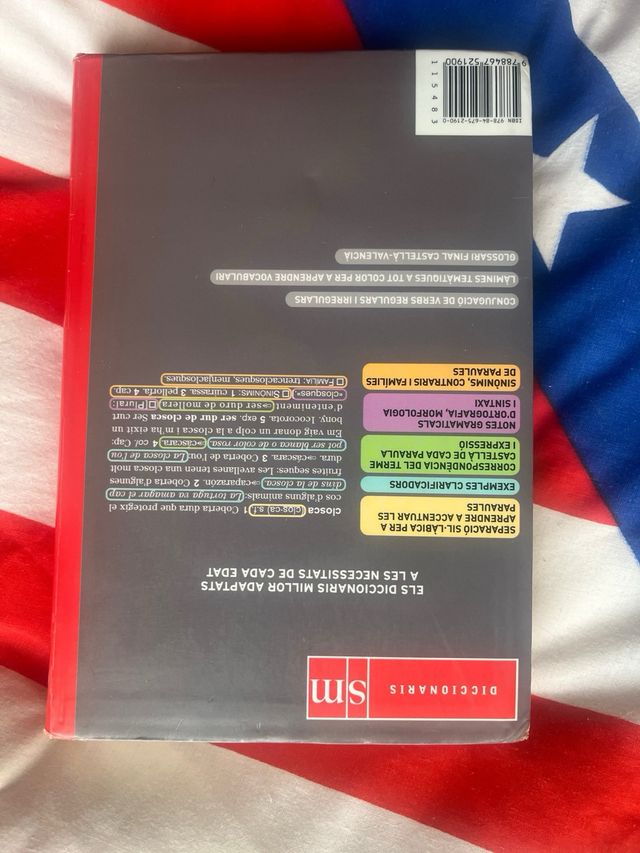 DICCIONARIS sm
ELS DICCIONARIS MILLOR ADAPTATS
A LES NECESSITATS DE CADA EDAT
SEPARACIÓ SIL·LÀBICA PER A
APRENDRE A ACCENTUAR LES
PARAULES
EXEMPLES CLARIFICADORS
CORRESPONDÈNCIA DEL TERME
CASTELLÀ DE CADA PARAULA
I EXPRESSIÓ
NOTES GRAMATICALS
D'ORTOGRAFIA, MORFOLOGIA
I SINTAXI
SINÒNIMS, CONTRARIS I FAMÍLIES
DE PARAULES
closca (clos-ca) s.f. 1 Coberta dura que protegix el
cos d'alguns animals: La tortuga va amagar el cap
dins de la closca. ⇒caparazón. 2 Coberta d'algunes
fruites seques: Les avellanes tenen una closca molt
dura. ⇒cáscara. 3 Coberta de l'ou: La closca de l'ou de
pot ser blanca o de color rosa. ⇒cáscara. 4 col. Cap:
Em vaig donar un colp a la closca i m'ha eixit un
bony. ⇒cocorota. 5 exp. ser dur de closca Ser curt
d'enteniment ⇒ser duro de mollera □ Plural:
«closques». □ SINÒNIMS: 1 cuirassa. 3 pellorfa. 4 cap.
□ FAMÍLIA: trencaclosques, menjaclosques.
CONJUGACIÓ DE VERBS REGULARS I IRREGULARS
LÀMINES TEMÀTIQUES A TOT COLOR PER A APRENDRE VOCABULARI
GLOSSARI FINAL CASTELLÀ-VALENCIÀ
ISBN 978-84-675-2190-0
9 788467 521900
115483